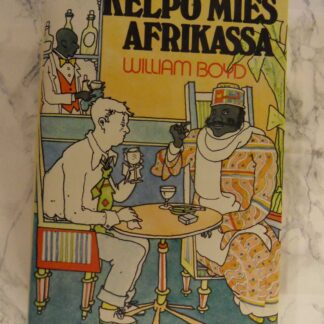 KELPO MIES
AFRIKASSA
WILLIAM BOYD